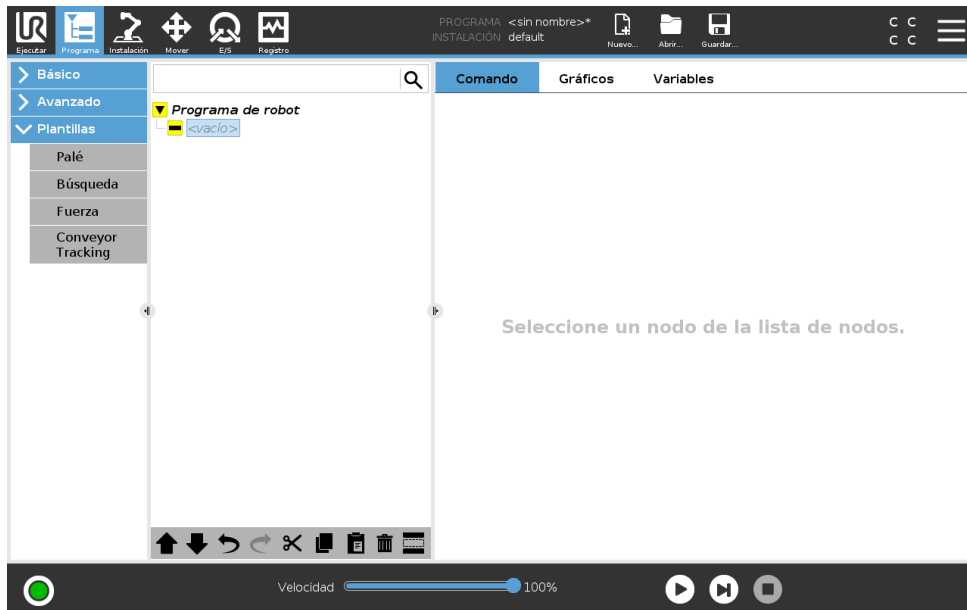 UR
Ejecutar
Programa
Instalación
Mover
E/S
Registro
PROGRAMA <sin nombre>*
INSTALACIÓN default
Nuevo...
Abrir...
Guardar...
C C
C C
Básico
Avanzado
Plantillas
Palé
Búsqueda
Fuerza
Conveyor
Tracking
Programa de robot
<vacío>
Comando
Gráficos
Variables
Seleccione un nodo de la lista de nodos.
Velocidad
100%